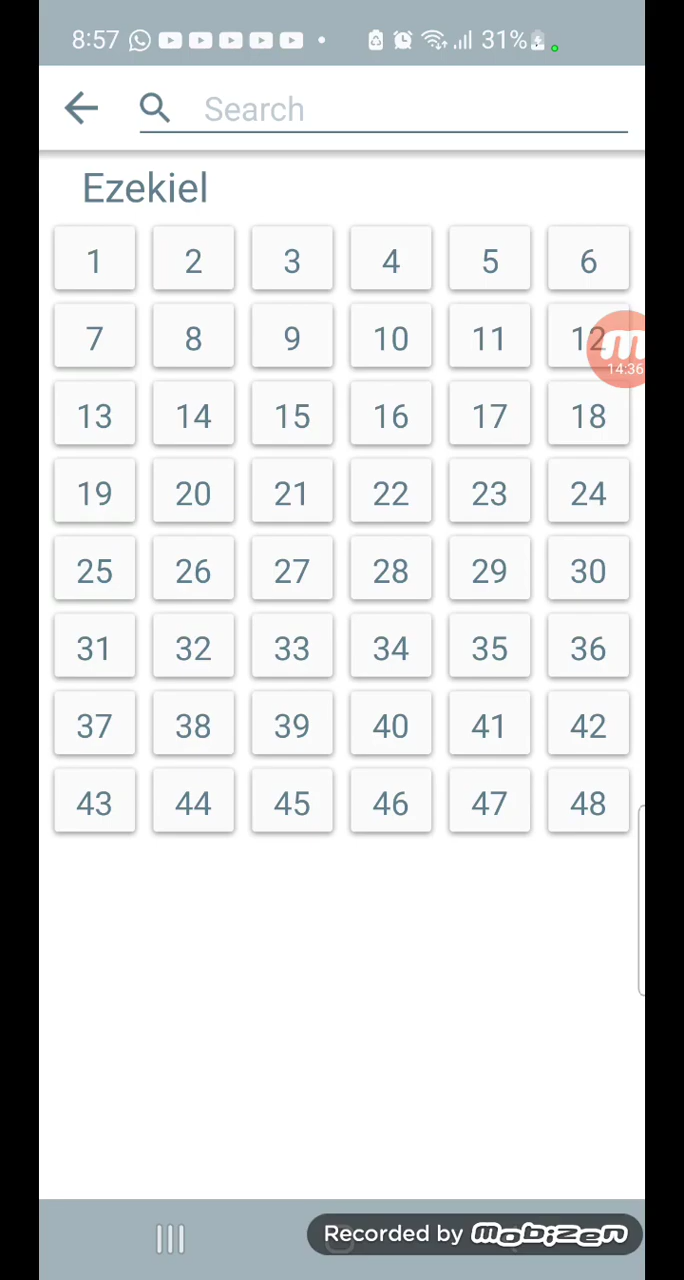 8:57 31%
Search
Ezekiel
1 2 3 4 5 6
7 8 9 10 11 12
14:36
13 14 15 16 17 18
19 20 21 22 23 24
25 26 27 28 29 30
31 32 33 34 35 36
37 38 39 40 41 42
43 44 45 46 47 48
Recorded by mobizen